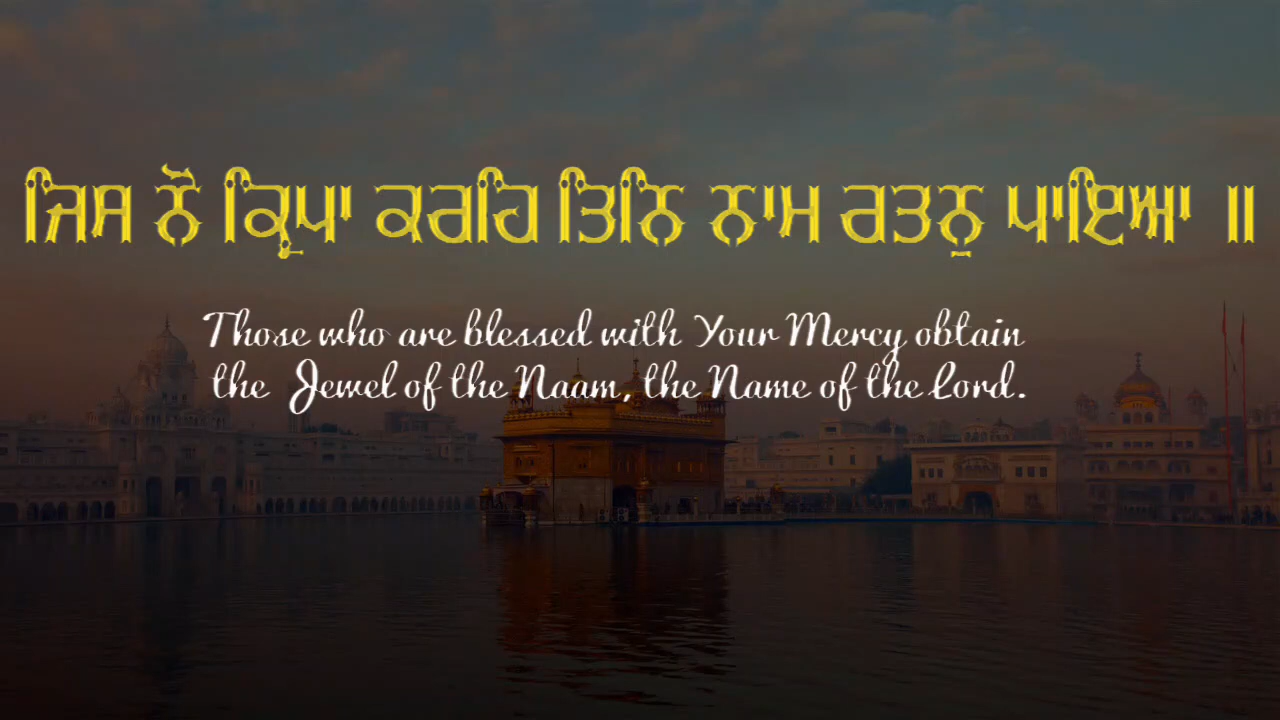 ਜਿਸ ਨੋ ਕ੍ਰਿਪਾ ਕਰਹਿ ਤਿਨਿ ਨਾਮ ਰਤਨੁ ਪਾਇਆ ॥
Those who are blessed with Your Mercy obtain
the Jewel of the Naam, the Name of the Lord.